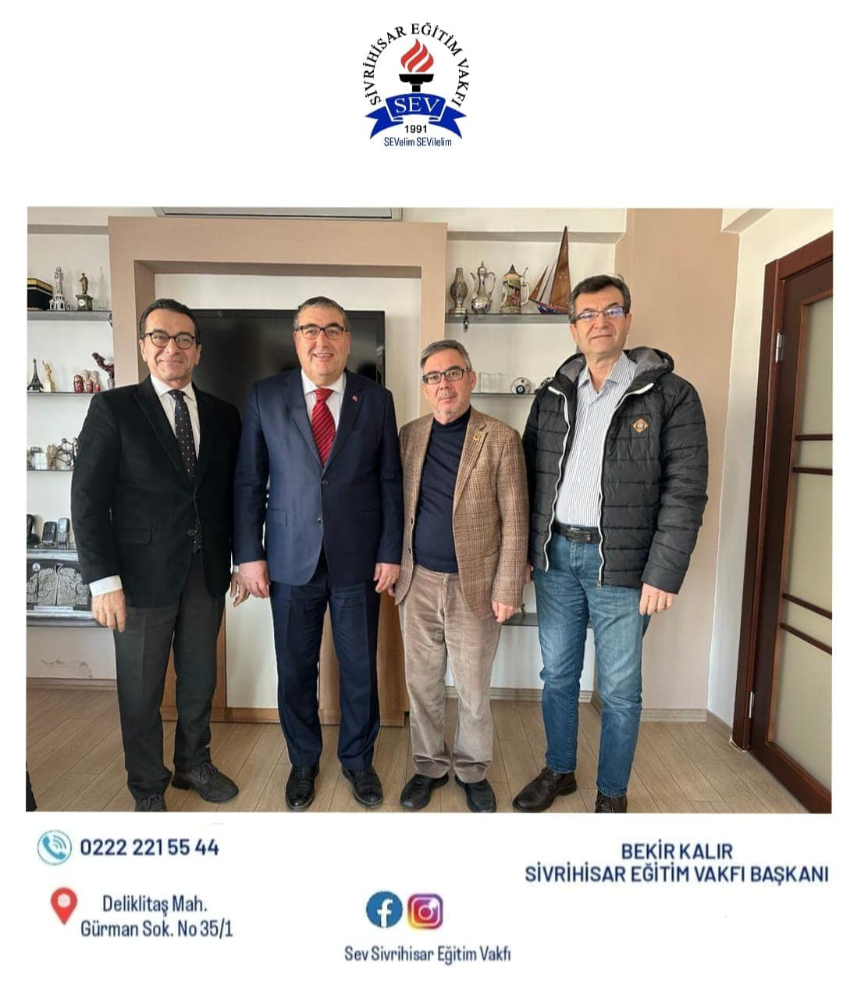 SİVRİHİSAR EĞİTİM VAKFI
SEV
1991
SEVelim SEVilelim
0222 221 55 44
Deliklitaş Mah.
Gürman Sok. No 35/1
Sev Sivrihisar Eğitim Vakfı
BEKİR KALIR
SİVRİHİSAR EĞİTİM VAKFI BAŞKANI